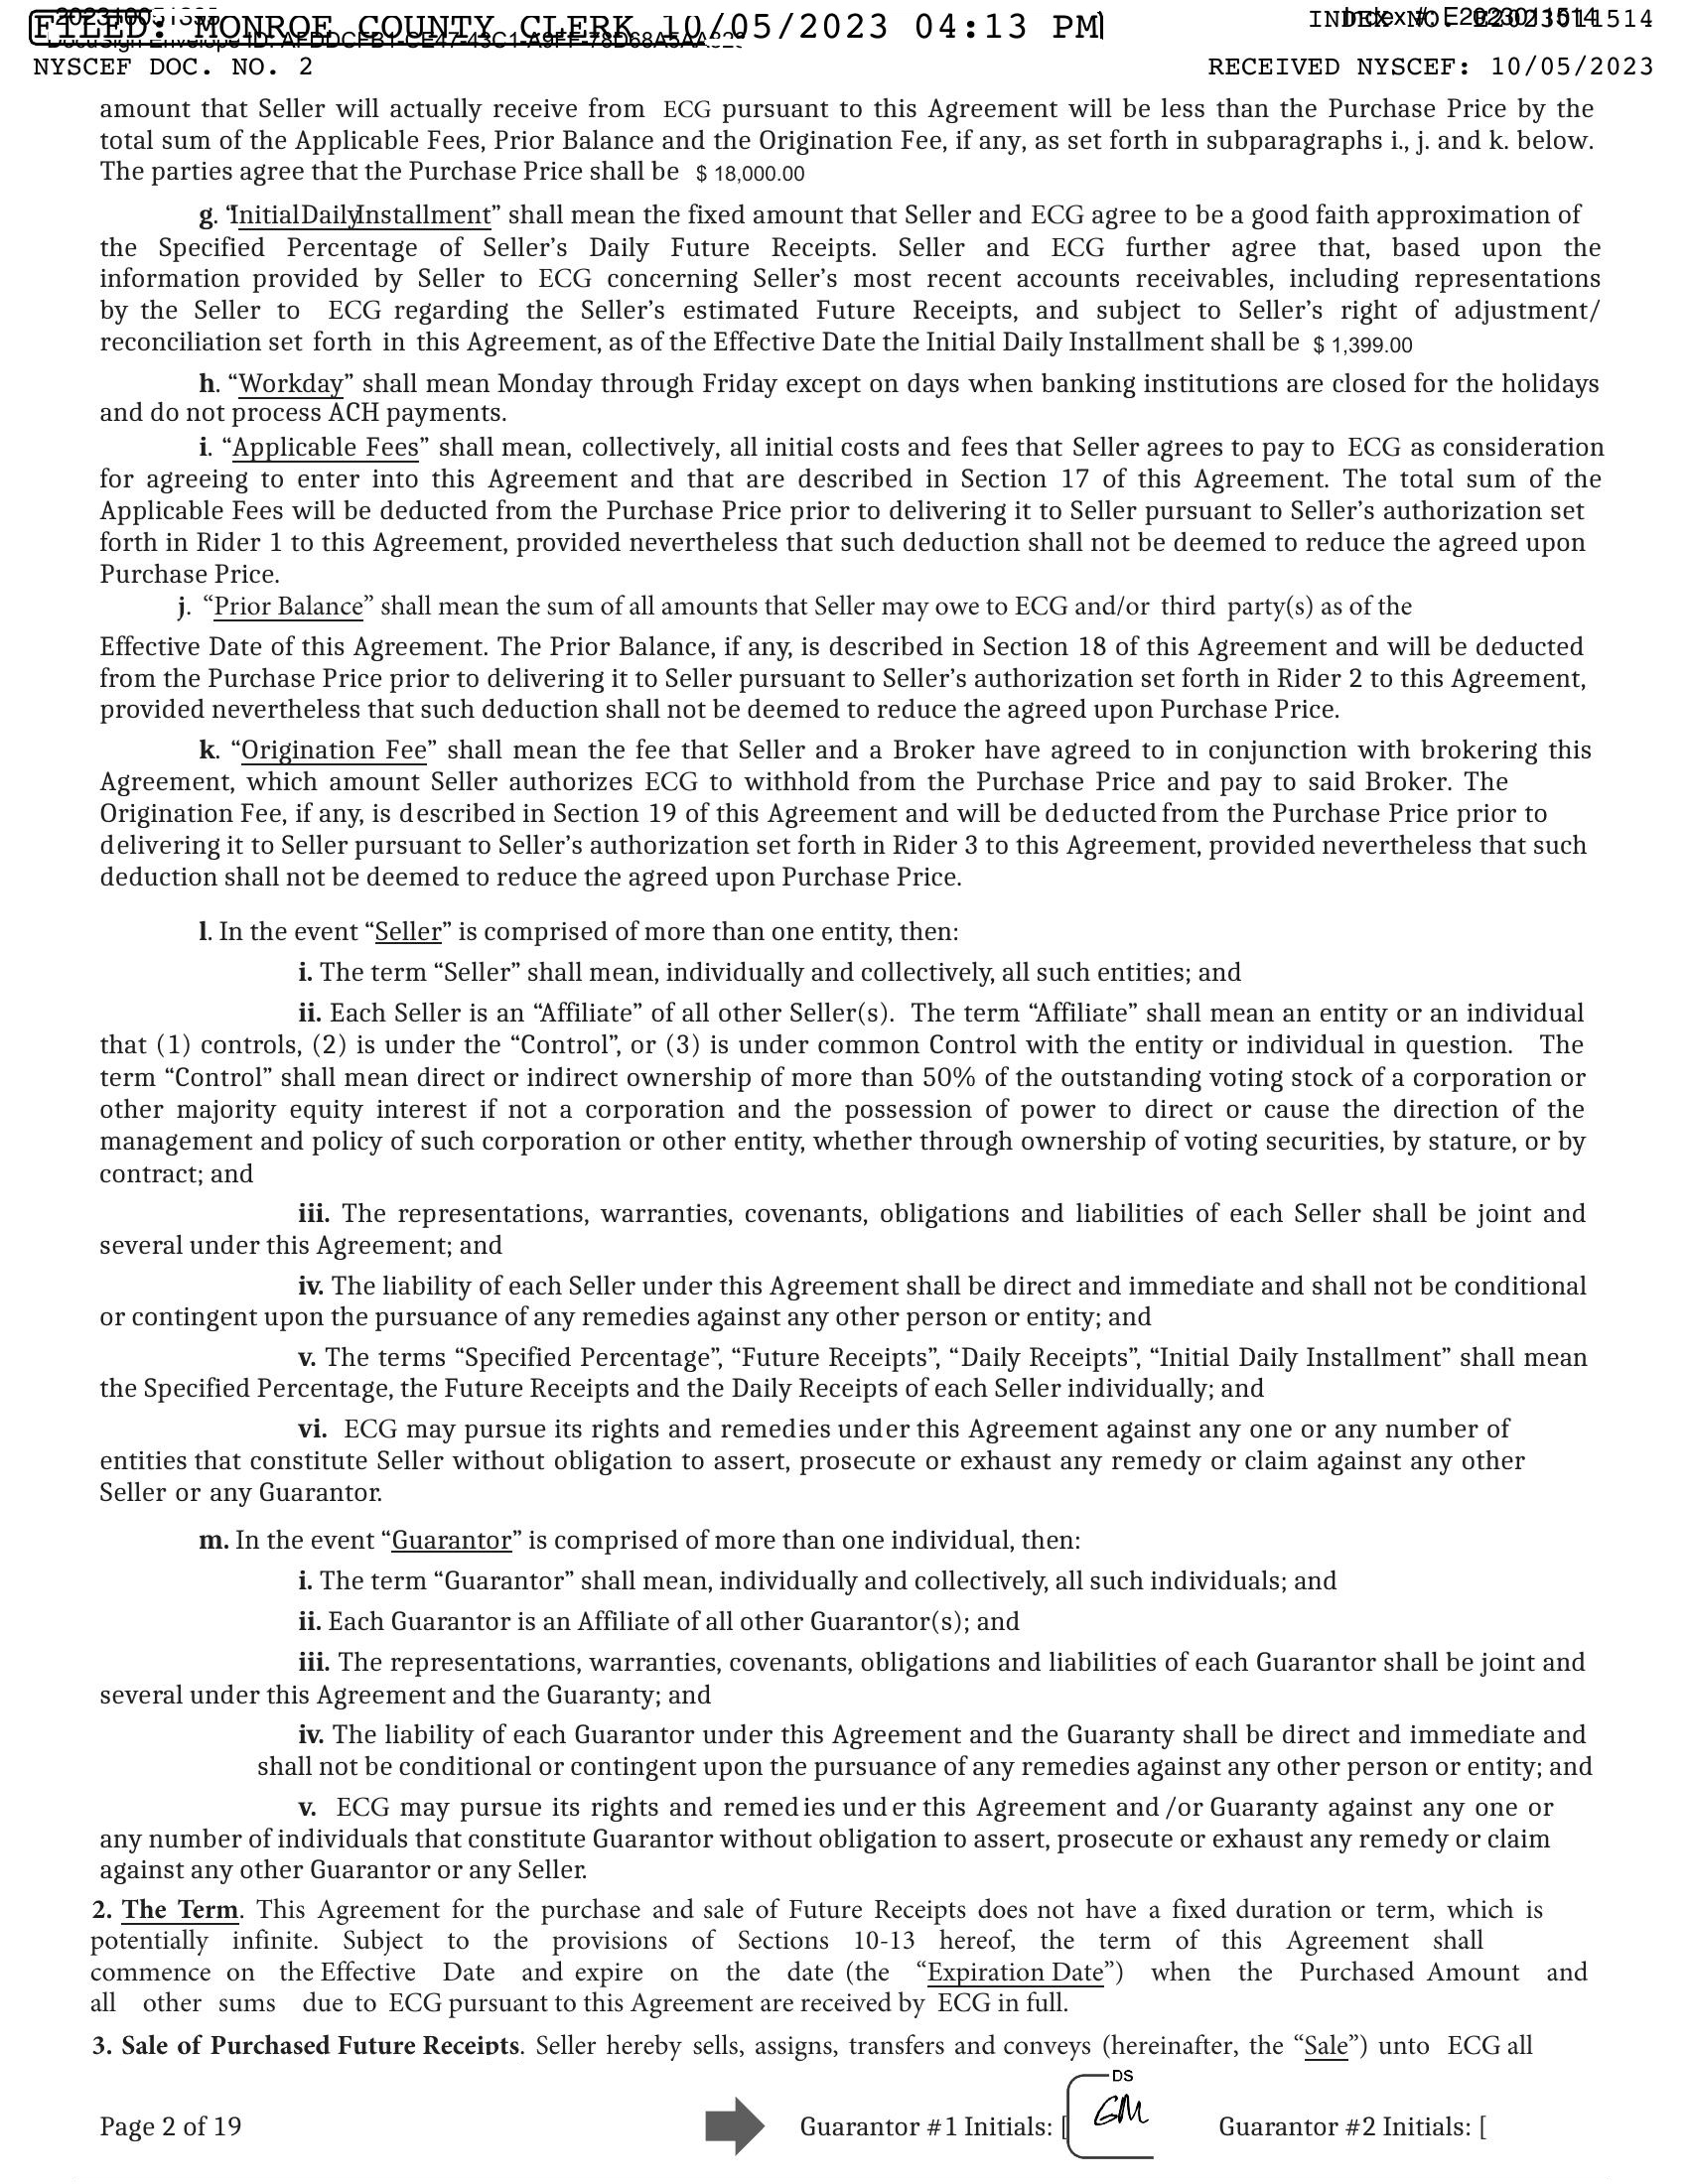 202310051335
FILED: MONROE COUNTY CLERK 10/05/2023 04:13 PM
INDEX NO. E2023011514
Index #: E2023011514
DocuSign Envelope ID:
NYSCEF DOC. NO. 2
RECEIVED NYSCEF: 10/05/2023
amount that Seller will actually receive from ECG pursuant to this Agreement will be less than the Purchase Price by the
total sum of the Applicable Fees, Prior Balance and the Origination Fee, if any, as set forth in subparagraphs i., j. and k. below.
The parties agree that the Purchase Price shall be $ 18,000.00
g. “InitialDailyInstallment” shall mean the fixed amount that Seller and ECG agree to be a good faith approximation of
the Specified Percentage of Seller’s Daily Future Receipts. Seller and ECG further agree that, based upon the
information provided by Seller to ECG concerning Seller’s most recent accounts receivables, including representations
by the Seller to ECG regarding the Seller’s estimated Future Receipts, and subject to Seller’s right of adjustment/
reconciliation set forth in this Agreement, as of the Effective Date the Initial Daily Installment shall be $ 1,399.00
h. “Workday” shall mean Monday through Friday except on days when banking institutions are closed for the holidays
and do not process ACH payments.
i. “Applicable Fees” shall mean, collectively, all initial costs and fees that Seller agrees to pay to ECG as consideration
for agreeing to enter into this Agreement and that are described in Section 17 of this Agreement. The total sum of the
Applicable Fees will be deducted from the Purchase Price prior to delivering it to Seller pursuant to Seller’s authorization set
forth in Rider 1 to this Agreement, provided nevertheless that such deduction shall not be deemed to reduce the agreed upon
Purchase Price.
j. “Prior Balance” shall mean the sum of all amounts that Seller may owe to ECG and/or third party(s) as of the
Effective Date of this Agreement. The Prior Balance, if any, is described in Section 18 of this Agreement and will be deducted
from the Purchase Price prior to delivering it to Seller pursuant to Seller’s authorization set forth in Rider 2 to this Agreement,
provided nevertheless that such deduction shall not be deemed to reduce the agreed upon Purchase Price.
k. “Origination Fee” shall mean the fee that Seller and a Broker have agreed to in conjunction with brokering this
Agreement, which amount Seller authorizes ECG to withhold from the Purchase Price and pay to said Broker. The
Origination Fee, if any, is described in Section 19 of this Agreement and will be deducted from the Purchase Price prior to
delivering it to Seller pursuant to Seller’s authorization set forth in Rider 3 to this Agreement, provided nevertheless that such
deduction shall not be deemed to reduce the agreed upon Purchase Price.
l. In the event “Seller” is comprised of more than one entity, then:
i. The term “Seller” shall mean, individually and collectively, all such entities; and
ii. Each Seller is an “Affiliate” of all other Seller(s). The term “Affiliate” shall mean an entity or an individual
that (1) controls, (2) is under the “Control”, or (3) is under common Control with the entity or individual in question. The
term “Control” shall mean direct or indirect ownership of more than 50% of the outstanding voting stock of a corporation or
other majority equity interest if not a corporation and the possession of power to direct or cause the direction of the
management and policy of such corporation or other entity, whether through ownership of voting securities, by stature, or by
contract; and
iii. The representations, warranties, covenants, obligations and liabilities of each Seller shall be joint and
several under this Agreement; and
iv. The liability of each Seller under this Agreement shall be direct and immediate and shall not be conditional
or contingent upon the pursuance of any remedies against any other person or entity; and
v. The terms “Specified Percentage”, “Future Receipts”, “Daily Receipts”, “Initial Daily Installment” shall mean
the Specified Percentage, the Future Receipts and the Daily Receipts of each Seller individually; and
vi. ECG may pursue its rights and remedies under this Agreement against any one or any number of
entities that constitute Seller without obligation to assert, prosecute or exhaust any remedy or claim against any other
Seller or any Guarantor.
m. In the event “Guarantor” is comprised of more than one individual, then:
i. The term “Guarantor” shall mean, individually and collectively, all such individuals; and
ii. Each Guarantor is an Affiliate of all other Guarantor(s); and
iii. The representations, warranties, covenants, obligations and liabilities of each Guarantor shall be joint and
several under this Agreement and the Guaranty; and
iv. The liability of each Guarantor under this Agreement and the Guaranty shall be direct and immediate and
shall not be conditional or contingent upon the pursuance of any remedies against any other person or entity; and
v. ECG may pursue its rights and remedies under this Agreement and/or Guaranty against any one or
any number of individuals that constitute Guarantor without obligation to assert, prosecute or exhaust any remedy or claim
against any other Guarantor or any Seller.
2. The Term. This Agreement for the purchase and sale of Future Receipts does not have a fixed duration or term, which is
potentially infinite. Subject to the provisions of Sections 10-13 hereof, the term of this Agreement shall
commence on the Effective Date and expire on the date (the “Expiration Date”) when the Purchased Amount and
all other sums due to ECG pursuant to this Agreement are received by ECG in full.
3. Sale of Purchased Future Receipts. Seller hereby sells, assigns, transfers and conveys (hereinafter, the “Sale”) unto ECG all
Page 2 of 19
Guarantor #1 Initials: [
DS
GM
Guarantor #2 Initials: [